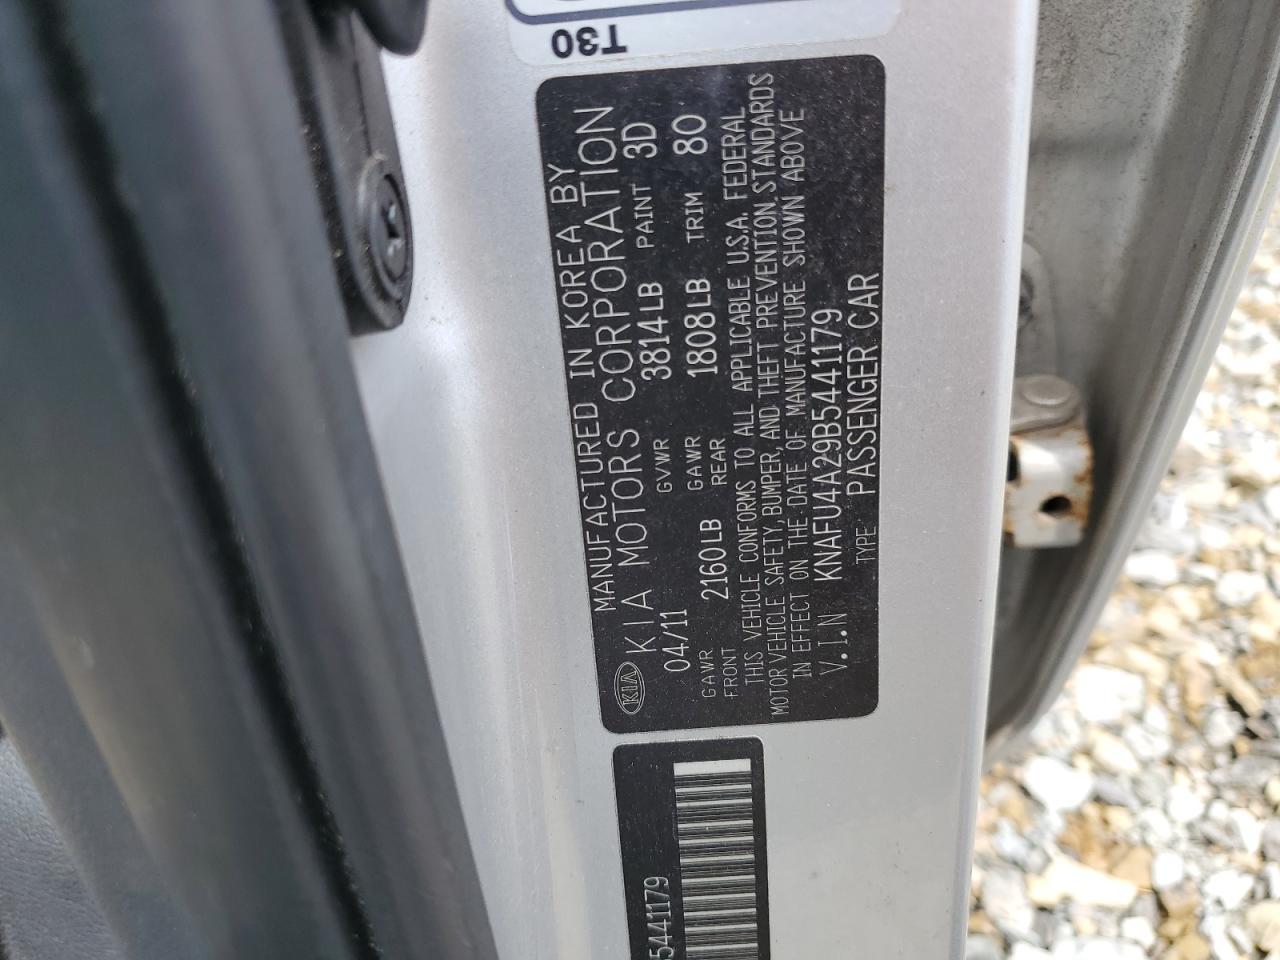 T30
MANUFACTURED IN KOREA BY
KIA KIA MOTORS CORPORATION
04/11 GVWR 3814LB PAINT 3D
GAWR FRONT 2160LB GAWR REAR 1808LB TRIM 80
THIS VEHICLE CONFORMS TO ALL APPLICABLE U.S.A. FEDERAL
MOTOR VEHICLE SAFETY, BUMPER, AND THEFT PREVENTION STANDARDS
IN EFFECT ON THE DATE OF MANUFACTURE SHOWN ABOVE
V.I.N KNAFU4A29B5441179
TYPE PASSENGER CAR
5441179